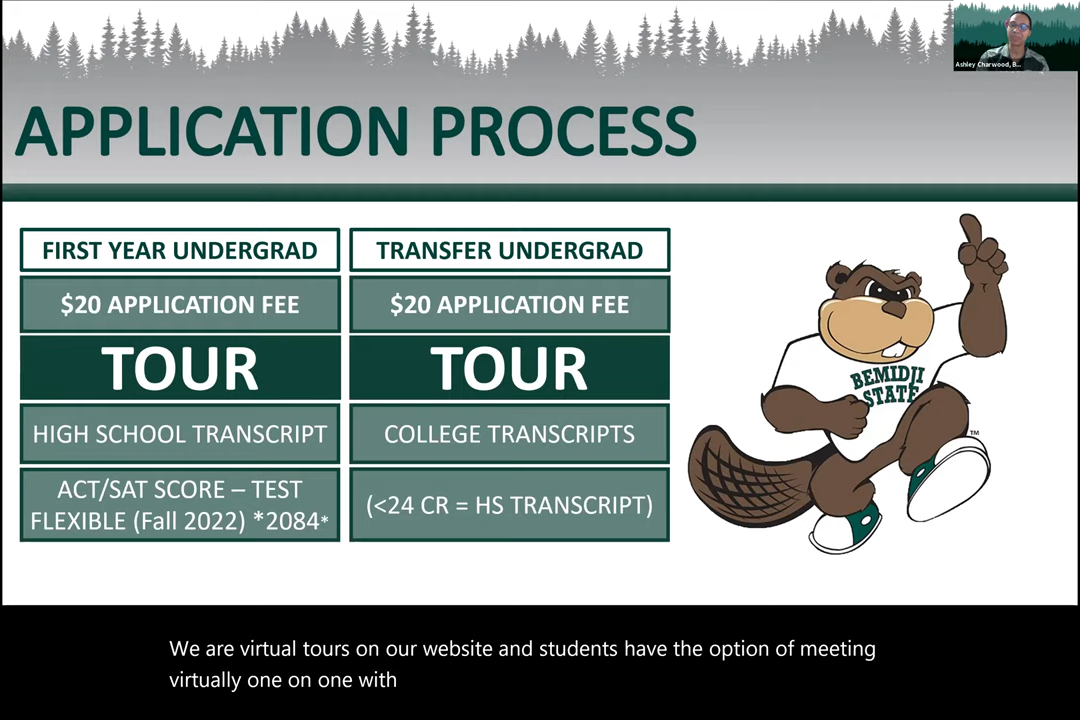 Ashley Charwood, B...
APPLICATION PROCESS
FIRST YEAR UNDERGRAD
$20 APPLICATION FEE
TOUR
HIGH SCHOOL TRANSCRIPT
ACT/SAT SCORE – TEST
FLEXIBLE (Fall 2022) *2084*
TRANSFER UNDERGRAD
$20 APPLICATION FEE
TOUR
COLLEGE TRANSCRIPTS
(<24 CR = HS TRANSCRIPT)
BEMIDJI
STATE
TM
We are virtual tours on our website and students have the option of meeting
virtually one on one with